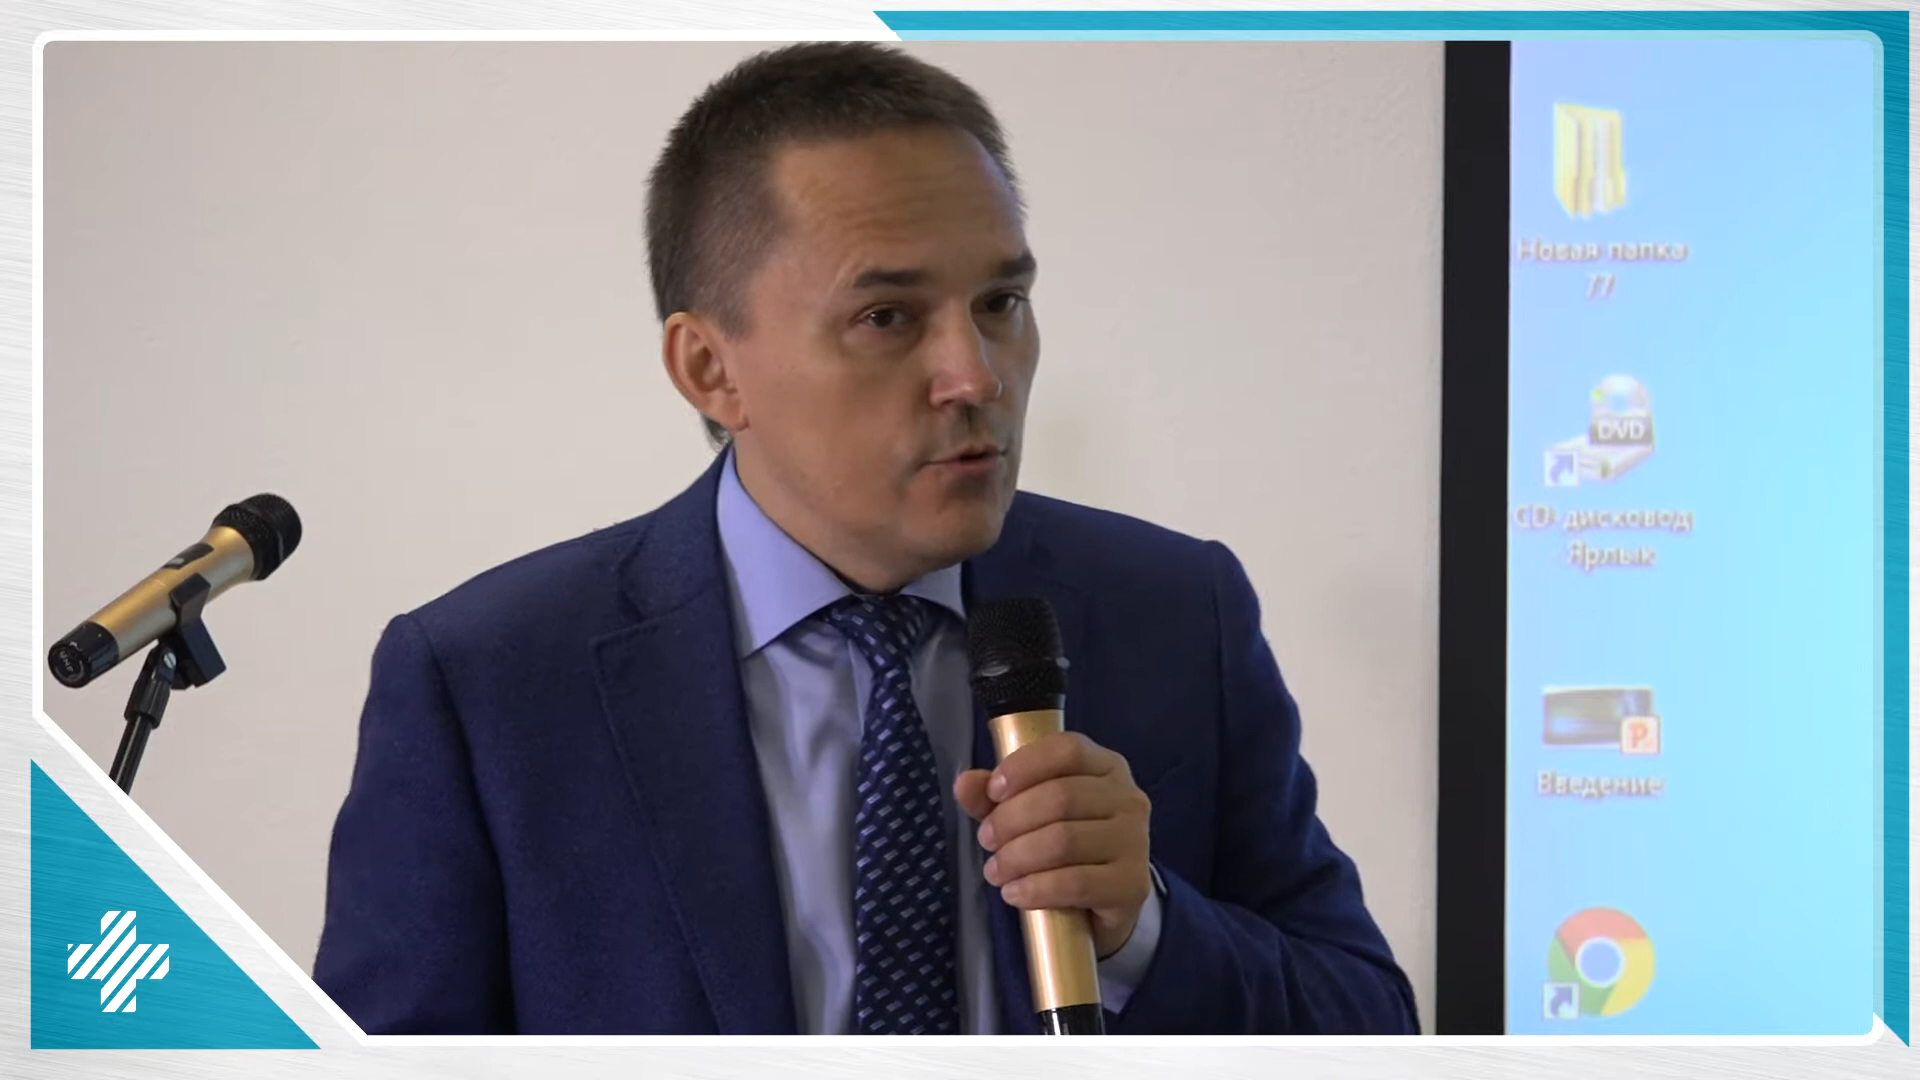 Новая папка
77
DVD
CD-дисковод
- Ярлык
P
Введение